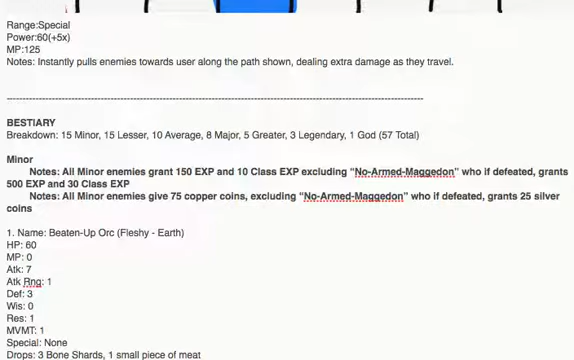 Range:Special
Power:60(+5x)
MP:125
Notes: Instantly pulls enemies towards user along the path shown, dealing extra damage as they travel.
--------------------------------------------------------------------------------------------------------------------------------
BESTIARY
Breakdown: 15 Minor, 15 Lesser, 10 Average, 8 Major, 5 Greater, 3 Legendary, 1 God (57 Total)
Minor
Notes: All Minor enemies grant 150 EXP and 10 Class EXP excluding "No-Armed-Maggedon" who if defeated, grants
500 EXP and 30 Class EXP
Notes: All Minor enemies give 75 copper coins, excluding "No-Armed-Maggedon" who if defeated, grants 25 silver
coins
1. Name: Beaten-Up Orc (Fleshy - Earth)
HP: 60
MP: 0
Atk: 7
Atk Rng: 1
Def: 3
Wis: 0
Res: 1
MVMT: 1
Special: None
Drops: 3 Bone Shards, 1 small piece of meat